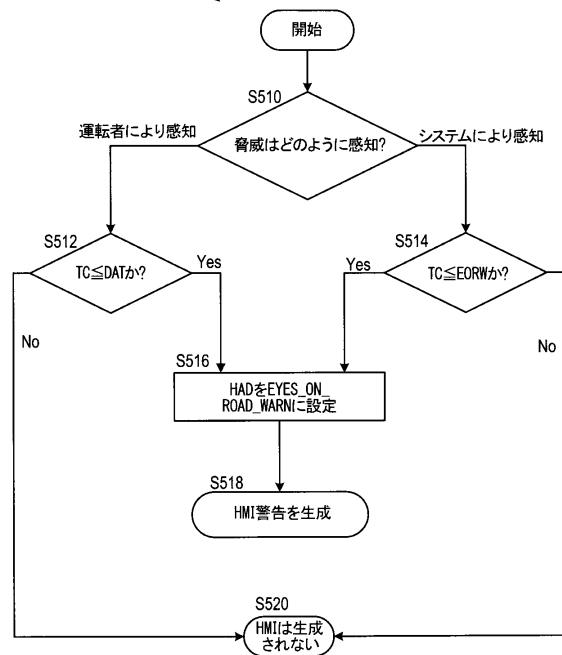 開始
S510
運転者により感知
脅威はどのように感知?
システムにより感知
S512
TC≦DATか?
Yes
No
S514
TC≦EORWか?
Yes
No
S516
HADをEYES_ON_
ROAD_WARNに設定
S518
HMI警告を生成
S520
HMIは生成
されない